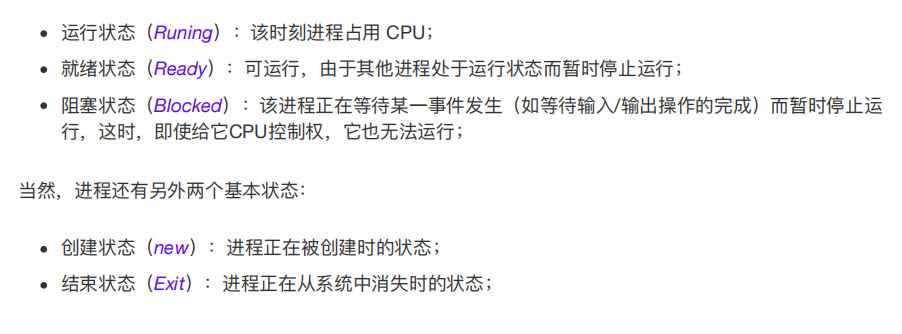 运行状态（Runing）：该时刻进程占用 CPU；
就绪状态（Ready）：可运行，由于其他进程处于运行状态而暂时停止运行；
阻塞状态（Blocked）：该进程正在等待某一事件发生（如等待输入/输出操作的完成）而暂时停止运
行，这时，即使给它CPU控制权，它也无法运行；
当然，进程还有另外两个基本状态：
创建状态（new）：进程正在被创建时的状态；
结束状态（Exit）：进程正在从系统中消失时的状态；